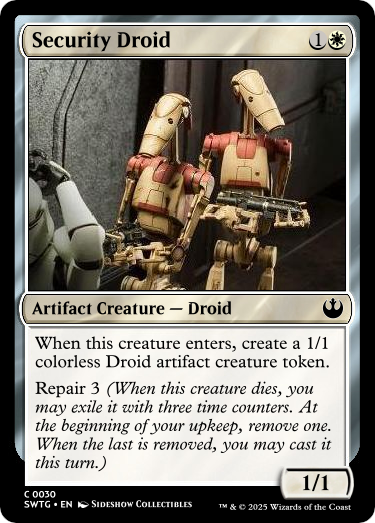 Security Droid 1
Artifact Creature — Droid
When this creature enters, create a 1/1
colorless Droid artifact creature token.
Repair 3 (When this creature dies, you
may exile it with three time counters. At
the beginning of your upkeep, remove one.
When the last is removed, you may cast it
this turn.)
1/1
C 0030
SWTG • EN Sideshow Collectibles
™ & © 2025 Wizards of the Coast